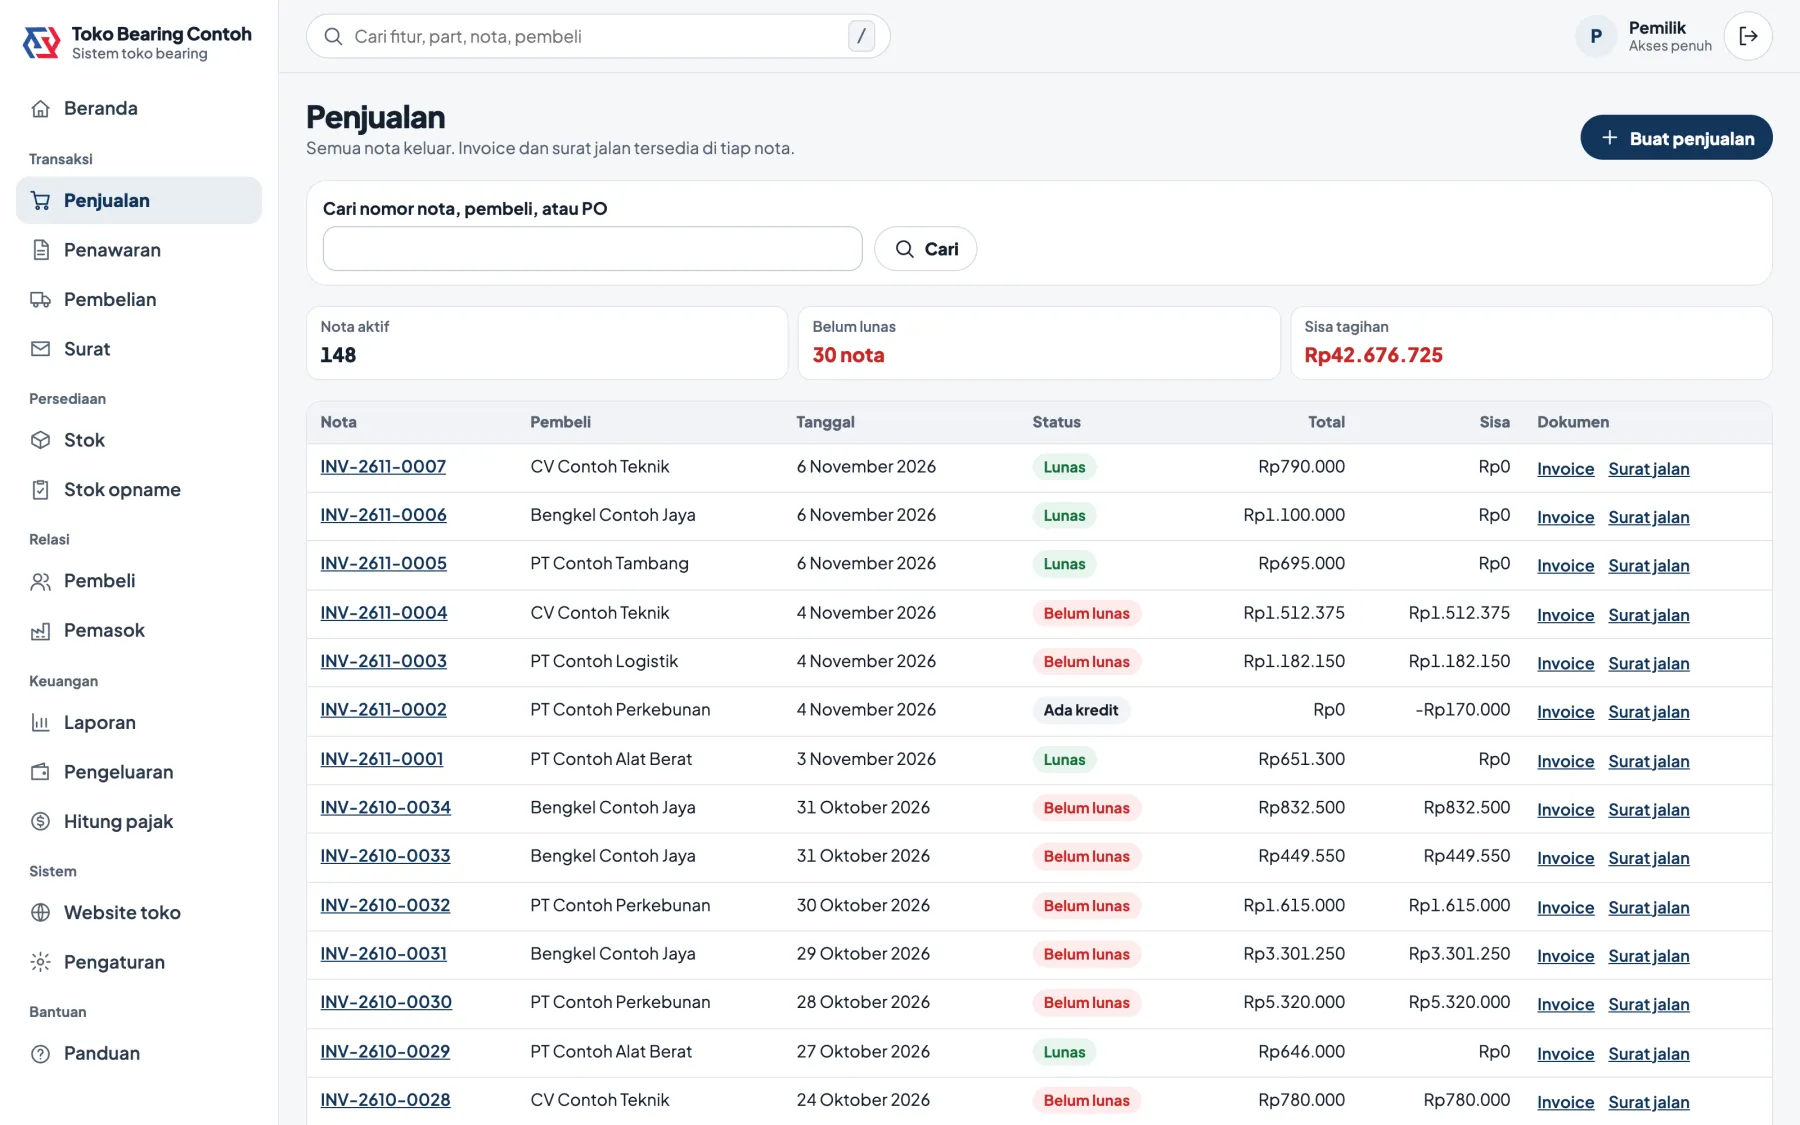 Toko Bearing Contoh
Sistem toko bearing
Beranda
Transaksi
Penjualan
Penawaran
Pembelian
Surat
Persediaan
Stok
Stok opname
Relasi
Pembeli
Pemasok
Keuangan
Laporan
Pengeluaran
Hitung pajak
Sistem
Website toko
Pengaturan
Bantuan
Panduan
Cari fitur, part, nota, pembeli /
P Pemilik
Akses penuh
Penjualan
Semua nota keluar. Invoice dan surat jalan tersedia di tiap nota.
Buat penjualan
Cari nomor nota, pembeli, atau PO
Cari
Nota aktif
148
Belum lunas
30 nota
Sisa tagihan
Rp42.676.725
Nota Pembeli Tanggal Status Total Sisa Dokumen
INV-2611-0007 CV Contoh Teknik 6 November 2026 Lunas Rp790.000 Rp0 Invoice Surat jalan
INV-2611-0006 Bengkel Contoh Jaya 6 November 2026 Lunas Rp1.100.000 Rp0 Invoice Surat jalan
INV-2611-0005 PT Contoh Tambang 6 November 2026 Lunas Rp695.000 Rp0 Invoice Surat jalan
INV-2611-0004 CV Contoh Teknik 4 November 2026 Belum lunas Rp1.512.375 Rp1.512.375 Invoice Surat jalan
INV-2611-0003 PT Contoh Logistik 4 November 2026 Belum lunas Rp1.182.150 Rp1.182.150 Invoice Surat jalan
INV-2611-0002 PT Contoh Perkebunan 4 November 2026 Ada kredit Rp0 -Rp170.000 Invoice Surat jalan
INV-2611-0001 PT Contoh Alat Berat 3 November 2026 Lunas Rp651.300 Rp0 Invoice Surat jalan
INV-2610-0034 Bengkel Contoh Jaya 31 Oktober 2026 Belum lunas Rp832.500 Rp832.500 Invoice Surat jalan
INV-2610-0033 Bengkel Contoh Jaya 31 Oktober 2026 Belum lunas Rp449.550 Rp449.550 Invoice Surat jalan
INV-2610-0032 PT Contoh Perkebunan 30 Oktober 2026 Belum lunas Rp1.615.000 Rp1.615.000 Invoice Surat jalan
INV-2610-0031 Bengkel Contoh Jaya 29 Oktober 2026 Belum lunas Rp3.301.250 Rp3.301.250 Invoice Surat jalan
INV-2610-0030 PT Contoh Perkebunan 28 Oktober 2026 Belum lunas Rp5.320.000 Rp5.320.000 Invoice Surat jalan
INV-2610-0029 PT Contoh Alat Berat 27 Oktober 2026 Lunas Rp646.000 Rp0 Invoice Surat jalan
INV-2610-0028 CV Contoh Teknik 24 Oktober 2026 Belum lunas Rp780.000 Rp780.000 Invoice Surat jalan